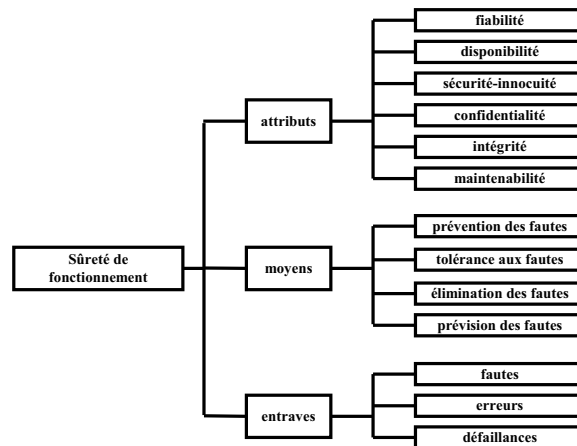 fiabilité
disponibilité
sécurité-innocuité
attributs
confidentialité
intégrité
maintenabilité
prévention des fautes
Sûreté de
fonctionnement
moyens
tolérance aux fautes
élimination des fautes
prévision des fautes
fautes
entraves
erreurs
défaillances